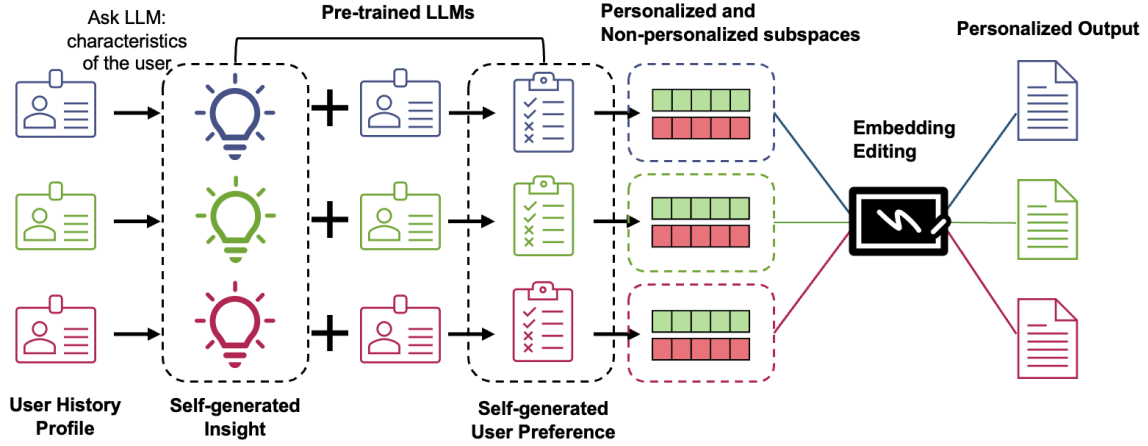 Ask LLM:
characteristics
of the user
Pre-trained LLMs
Personalized and
Non-personalized subspaces
Personalized Output
Embedding
Editing
User History
Profile
Self-generated
Insight
Self-generated
User Preference